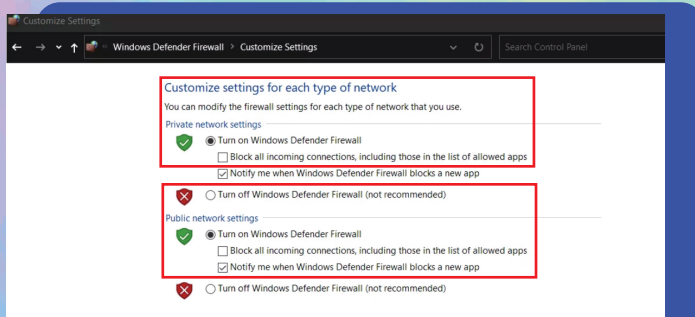 Customize Settings
Windows Defender Firewall > Customize Settings
Search Control Panel
Customize settings for each type of network
You can modify the firewall settings for each type of network that you use.
Private network settings
Turn on Windows Defender Firewall
Block all incoming connections, including those in the list of allowed apps
Notify me when Windows Defender Firewall blocks a new app
Turn off Windows Defender Firewall (not recommended)
Public network settings
Turn on Windows Defender Firewall
Block all incoming connections, including those in the list of allowed apps
Notify me when Windows Defender Firewall blocks a new app
Turn off Windows Defender Firewall (not recommended)